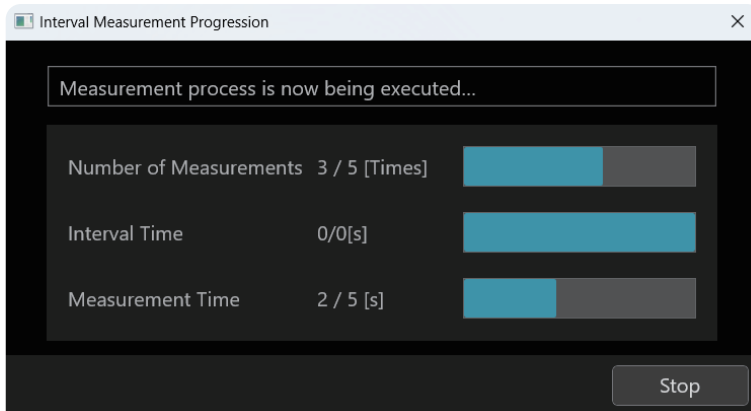 Interval Measurement Progression
Measurement process is now being executed...
Number of Measurements 3 / 5 [Times]
Interval Time 0/0[s]
Measurement Time 2 / 5 [s]
Stop